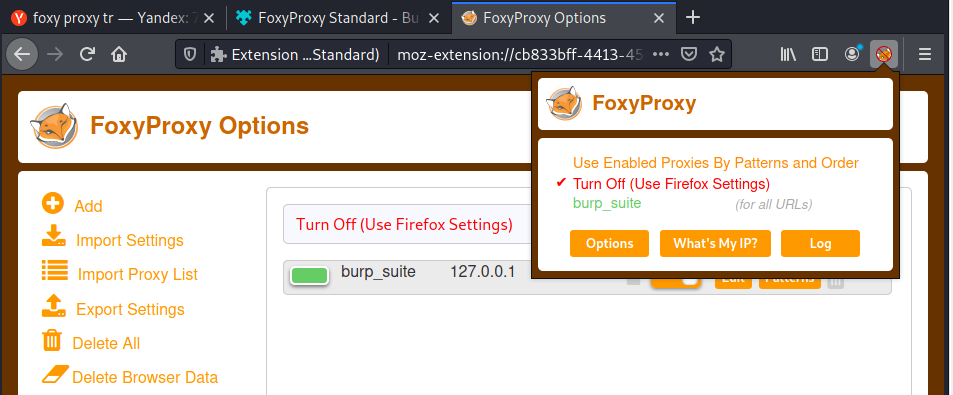 foxy proxy tr — Yandex: 7
FoxyProxy Standard - Bu
FoxyProxy Options
Extension ...Standard)
moz-extension://cb833bff-4413-45
FoxyProxy Options
Add
Import Settings
Import Proxy List
Export Settings
Delete All
Delete Browser Data
Turn Off (Use Firefox Settings)
burp_suite 127.0.0.1
Edit Patterns
FoxyProxy
Use Enabled Proxies By Patterns and Order
✔ Turn Off (Use Firefox Settings)
burp_suite (for all URLs)
Options What's My IP? Log